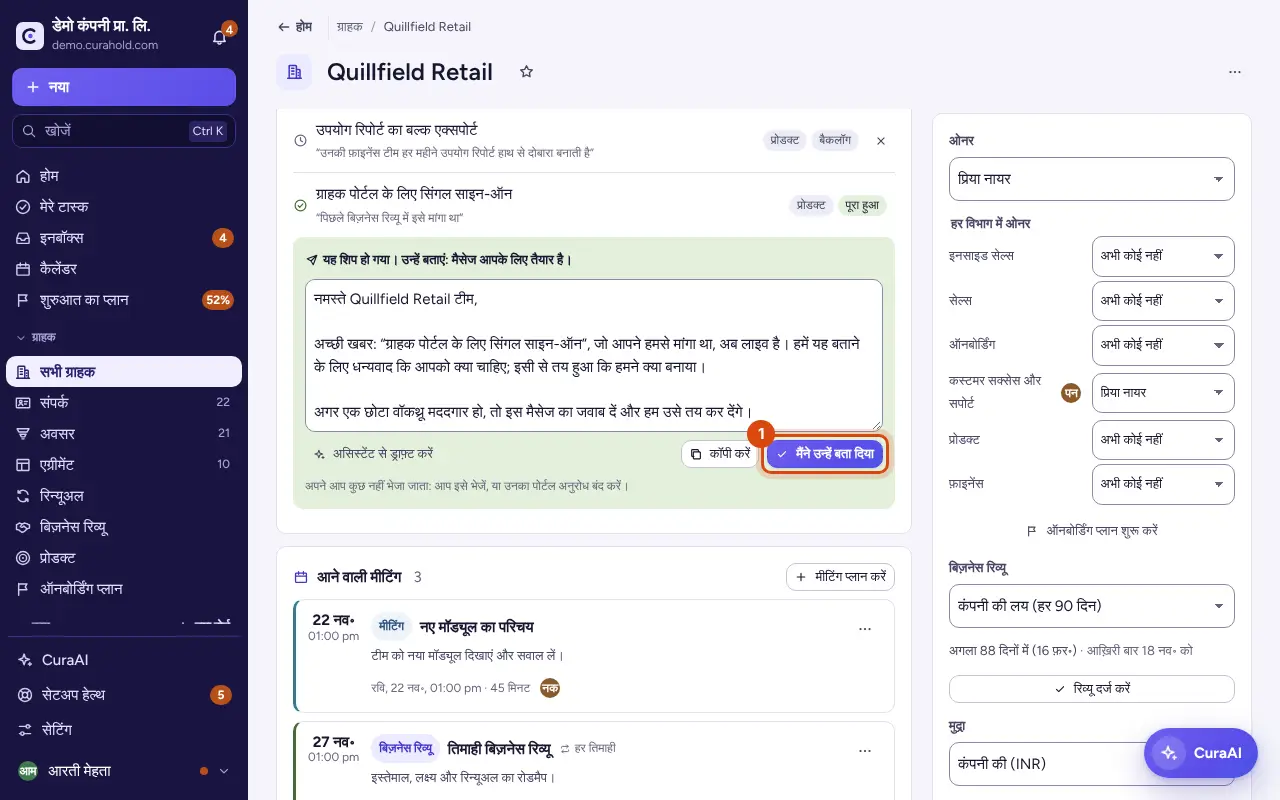 डेमो कंपनी प्रा. लि.
demo.curahold.com
4
+ नया
खोजें Ctrl K
होम
मेरे टास्क
इनबॉक्स 4
कैलेंडर
शुरुआत का प्लान 52%
ग्राहक
सभी ग्राहक
संपर्क 22
अवसर 21
एग्रीमेंट 10
रिन्यूअल
बिज़नेस रिव्यू
प्रोडक्ट
ऑनबोर्डिंग प्लान
CuraAI
सेटअप हेल्थ 5
सेटिंग
आम आरती मेहता
← होम ग्राहक / Quillfield Retail
Quillfield Retail
उपयोग रिपोर्ट का बल्क एक्सपोर्ट
“उनकी फ़ाइनेंस टीम हर महीने उपयोग रिपोर्ट हाथ से दोबारा बनाती है”
प्रोडक्ट बैकलॉग
ग्राहक पोर्टल के लिए सिंगल साइन-ऑन
“पिछले बिज़नेस रिव्यू में इसे मांगा था”
प्रोडक्ट पूरा हुआ
यह शिप हो गया। उन्हें बताएं: मैसेज आपके लिए तैयार है।
नमस्ते Quillfield Retail टीम,
अच्छी खबर: “ग्राहक पोर्टल के लिए सिंगल साइन-ऑन”, जो आपने हमसे मांगा था, अब लाइव है। हमें यह बताने
के लिए धन्यवाद कि आपको क्या चाहिए; इसी से तय हुआ कि हमने क्या बनाया।
अगर एक छोटा वॉकथ्रू मददगार हो, तो इस मैसेज का जवाब दें और हम उसे तय कर देंगे।
1
असिस्टेंट से ड्राफ़्ट करें कॉपी करें मैंने उन्हें बता दिया
अपने आप कुछ नहीं भेजा जाता: आप इसे भेजें, या उनका पोर्टल अनुरोध बंद करें।
आने वाली मीटिंग 3 + मीटिंग प्लान करें
22 नव॰ मीटिंग नए मॉड्यूल का परिचय
01:00 pm
टीम को नया मॉड्यूल दिखाएं और सवाल लें।
रवि, 22 नव॰, 01:00 pm · 45 मिनट नक
27 नव॰ बिज़नेस रिव्यू तिमाही बिज़नेस रिव्यू हर तिमाही
01:00 pm
इस्तेमाल, लक्ष्य और रिन्यूअल का रोडमैप।
ओनर
प्रिया नायर
हर विभाग में ओनर
इनसाइड सेल्स अभी कोई नहीं
सेल्स अभी कोई नहीं
ऑनबोर्डिंग अभी कोई नहीं
कस्टमर सक्सेस और
सपोर्ट
पन प्रिया नायर
प्रोडक्ट अभी कोई नहीं
फ़ाइनेंस अभी कोई नहीं
ऑनबोर्डिंग प्लान शुरू करें
बिज़नेस रिव्यू
कंपनी की लय (हर 90 दिन)
अगला 88 दिनों में (16 फ़र॰) · आख़िरी बार 18 नव॰ को
रिव्यू दर्ज करें
मुद्रा
कंपनी की (INR)
CuraAI